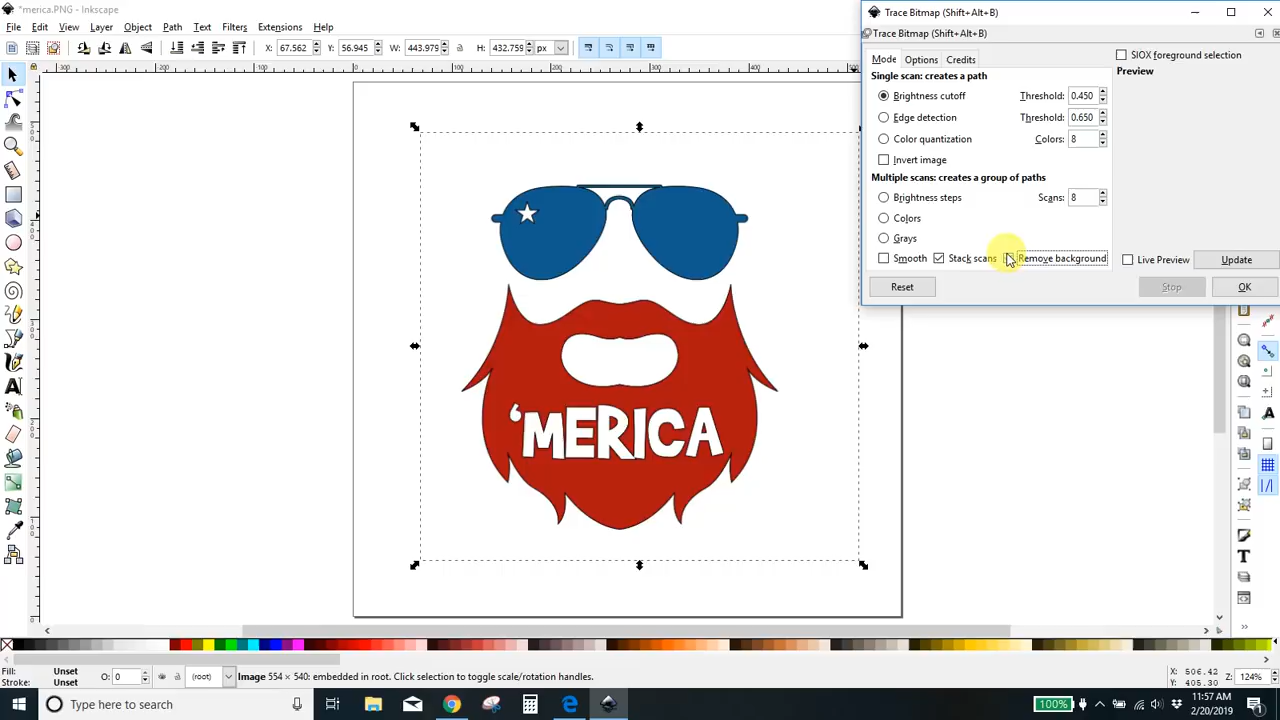 *merica.PNG - Inkscape
File Edit View Layer Object Path Text Filters Extensions Help
X: 67.562 Y: 56.945 W: 443.979 H: 432.759 px
Trace Bitmap (Shift+Alt+B)
Trace Bitmap (Shift+Alt+B)
Mode Options Credits
SIOX foreground selection
Single scan: creates a path
Preview
Brightness cutoff Threshold: 0.450
Edge detection Threshold: 0.650
Color quantization Colors: 8
Invert image
Multiple scans: creates a group of paths
Brightness steps Scans: 8
Colors
Grays
Smooth Stack scans Remove background
Live Preview Update
Reset Stop OK
‘MERICA
Fill: Unset
Stroke: Unset
O: 0 (root) Image 554 × 540: embedded in root. Click selection to toggle scale/rotation handles.
X: 506.42
Y: 405.30
Z: 124%
Type here to search
100%
11:57 AM
2/20/2019